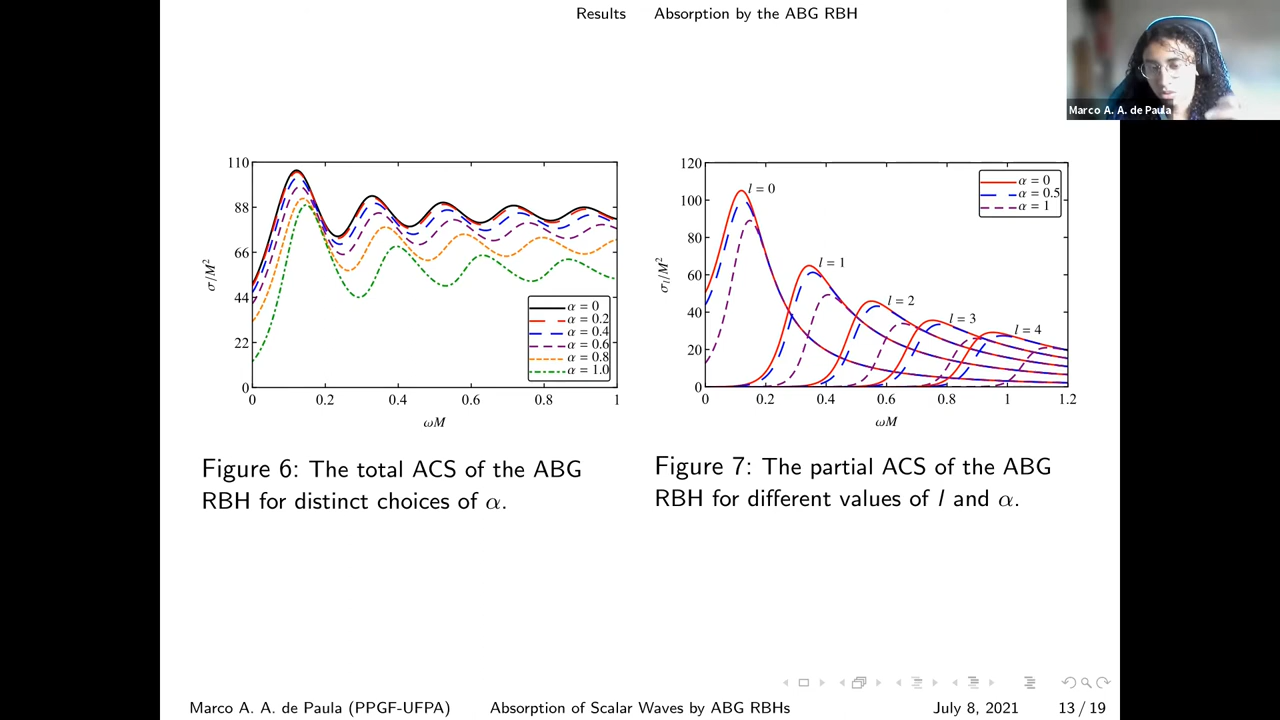 Results Absorption by the ABG RBH
Marco A. A. de Paula
110
88
66
44
22
0
σ/M²
0 0.2 0.4 0.6 0.8 1
ωM
α = 0
α = 0.2
α = 0.4
α = 0.6
α = 0.8
α = 1.0
120
100
80
60
40
20
0
σₗ/M²
0 0.2 0.4 0.6 0.8 1 1.2
ωM
l = 0
l = 1
l = 2
l = 3
l = 4
α = 0
α = 0.5
α = 1
Figure 6: The total ACS of the ABG
RBH for distinct choices of α.
Figure 7: The partial ACS of the ABG
RBH for different values of l and α.
Marco A. A. de Paula (PPGF-UFPA) Absorption of Scalar Waves by ABG RBHs July 8, 2021 13 / 19